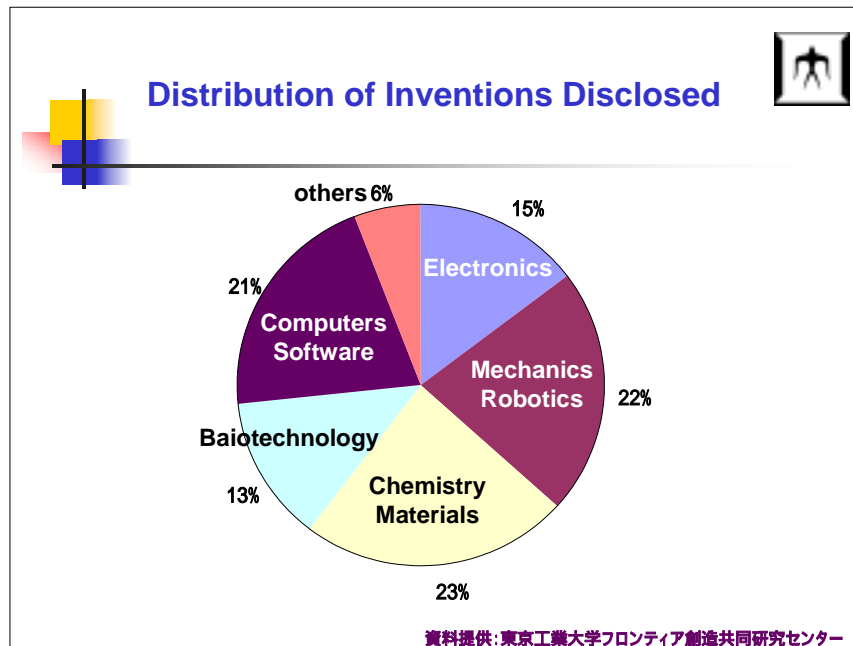 Distribution of Inventions Disclosed
others 6%
15%
Electronics
21%
Computers
Software
Mechanics
Robotics
22%
Baiotechnology
13%
Chemistry
Materials
23%
資料提供:東京工業大学フロンティア創造共同研究センター